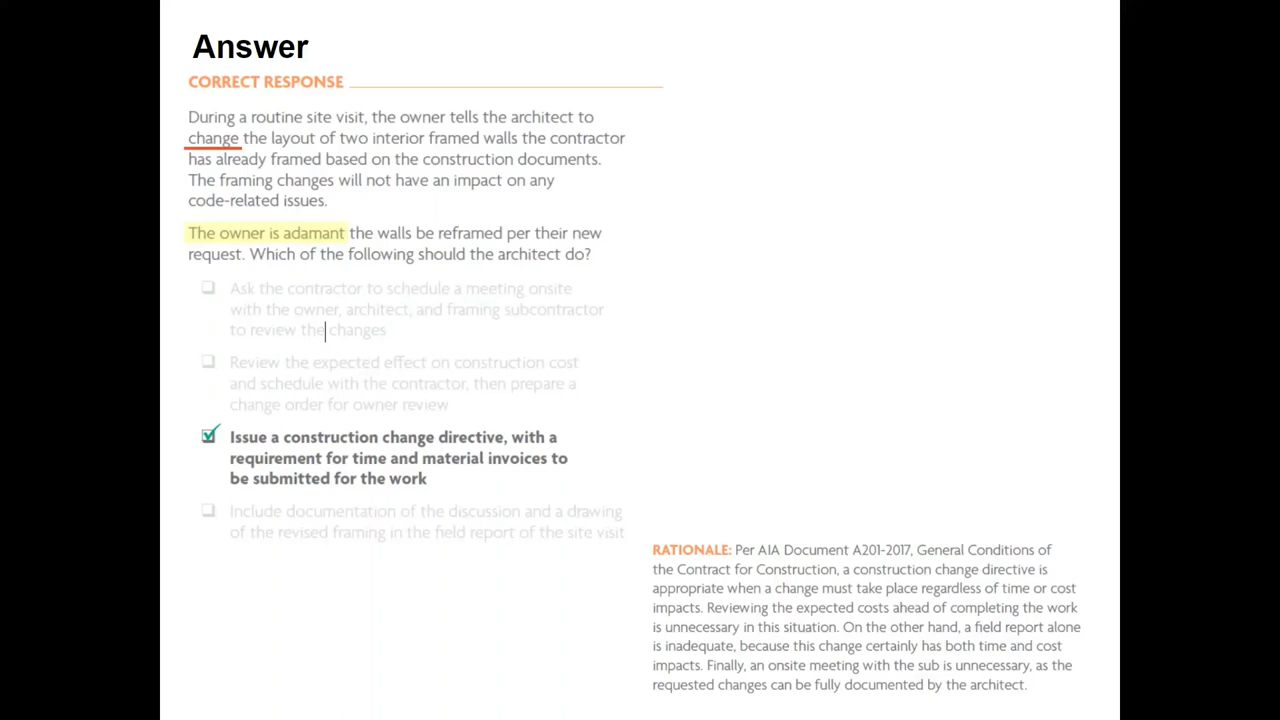 Answer
CORRECT RESPONSE
During a routine site visit, the owner tells the architect to
change the layout of two interior framed walls the contractor
has already framed based on the construction documents.
The framing changes will not have an impact on any
code-related issues.
The owner is adamant the walls be reframed per their new
request. Which of the following should the architect do?
Ask the contractor to schedule a meeting onsite
with the owner, architect, and framing subcontractor
to review the changes
Review the expected effect on construction cost
and schedule with the contractor, then prepare a
change order for owner review
Issue a construction change directive, with a
requirement for time and material invoices to
be submitted for the work
Include documentation of the discussion and a drawing
of the revised framing in the field report of the site visit
RATIONALE: Per AIA Document A201-2017, General Conditions of
the Contract for Construction, a construction change directive is
appropriate when a change must take place regardless of time or cost
impacts. Reviewing the expected costs ahead of completing the work
is unnecessary in this situation. On the other hand, a field report alone
is inadequate, because this change certainly has both time and cost
impacts. Finally, an onsite meeting with the sub is unnecessary, as the
requested changes can be fully documented by the architect.